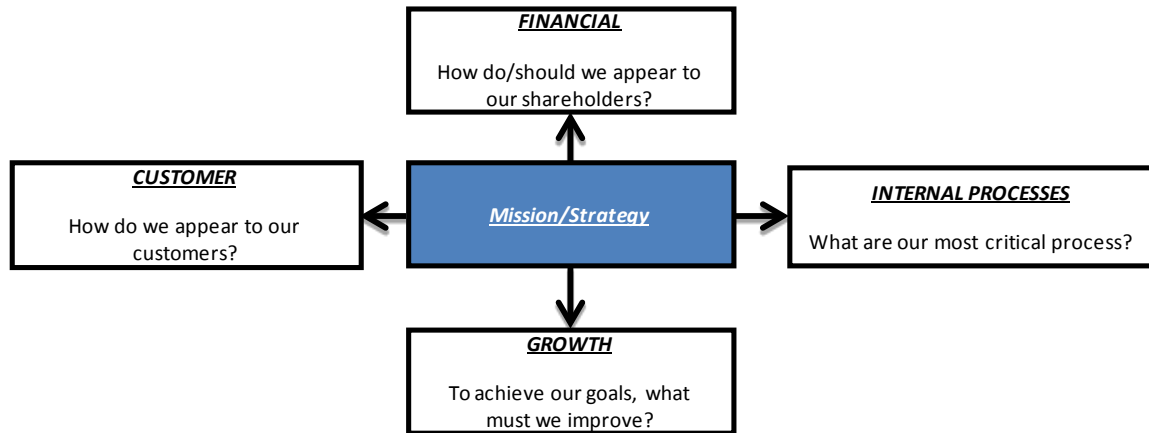 FINANCIAL
How do/should we appear to
our shareholders?
CUSTOMER
How do we appear to our
customers?
Mission/Strategy
INTERNAL PROCESSES
What are our most critical process?
GROWTH
To achieve our goals, what
must we improve?